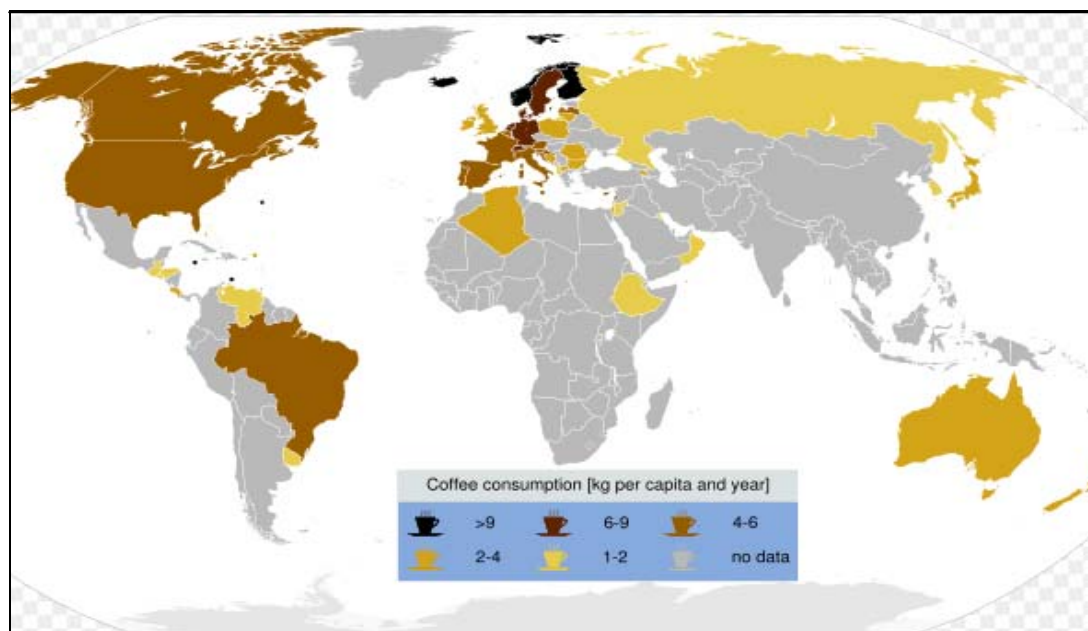 Coffee consumption [kg per capita and year]
>9 6-9 4-6
2-4 1-2 no data